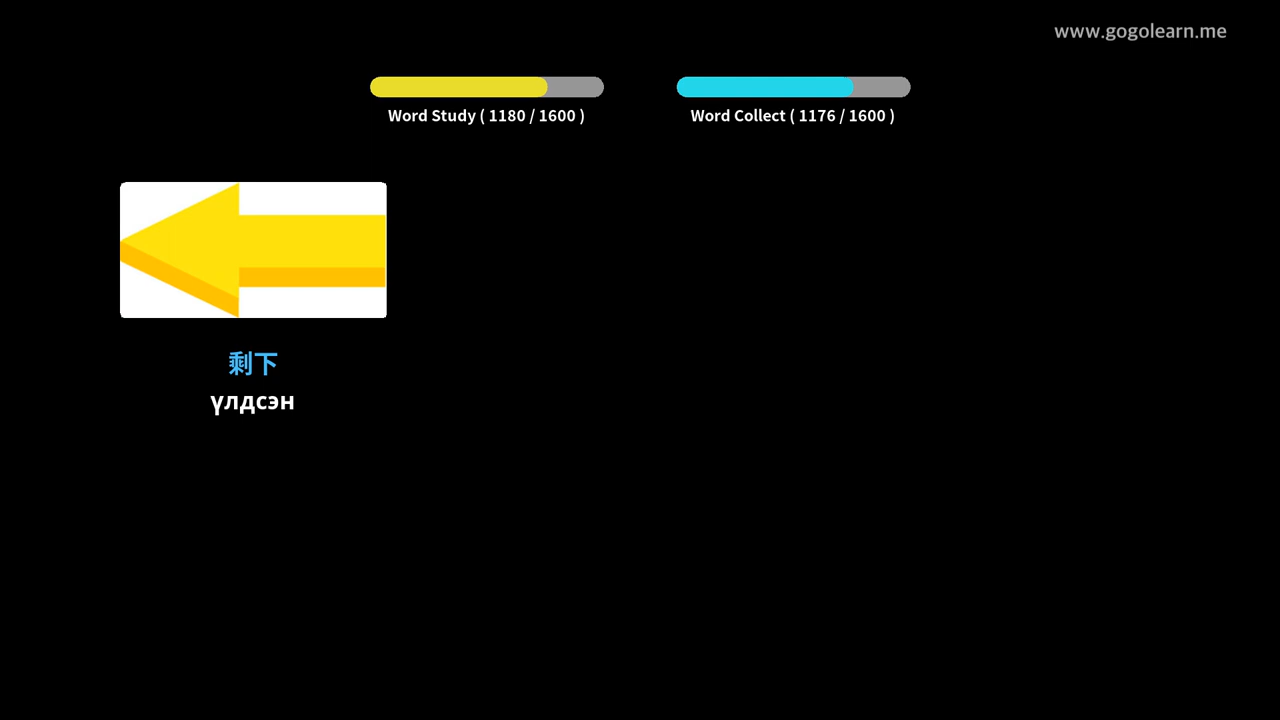 www.gogolearn.me
Word Study ( 1180 / 1600 )
Word Collect ( 1176 / 1600 )
剩下
үлдсэн